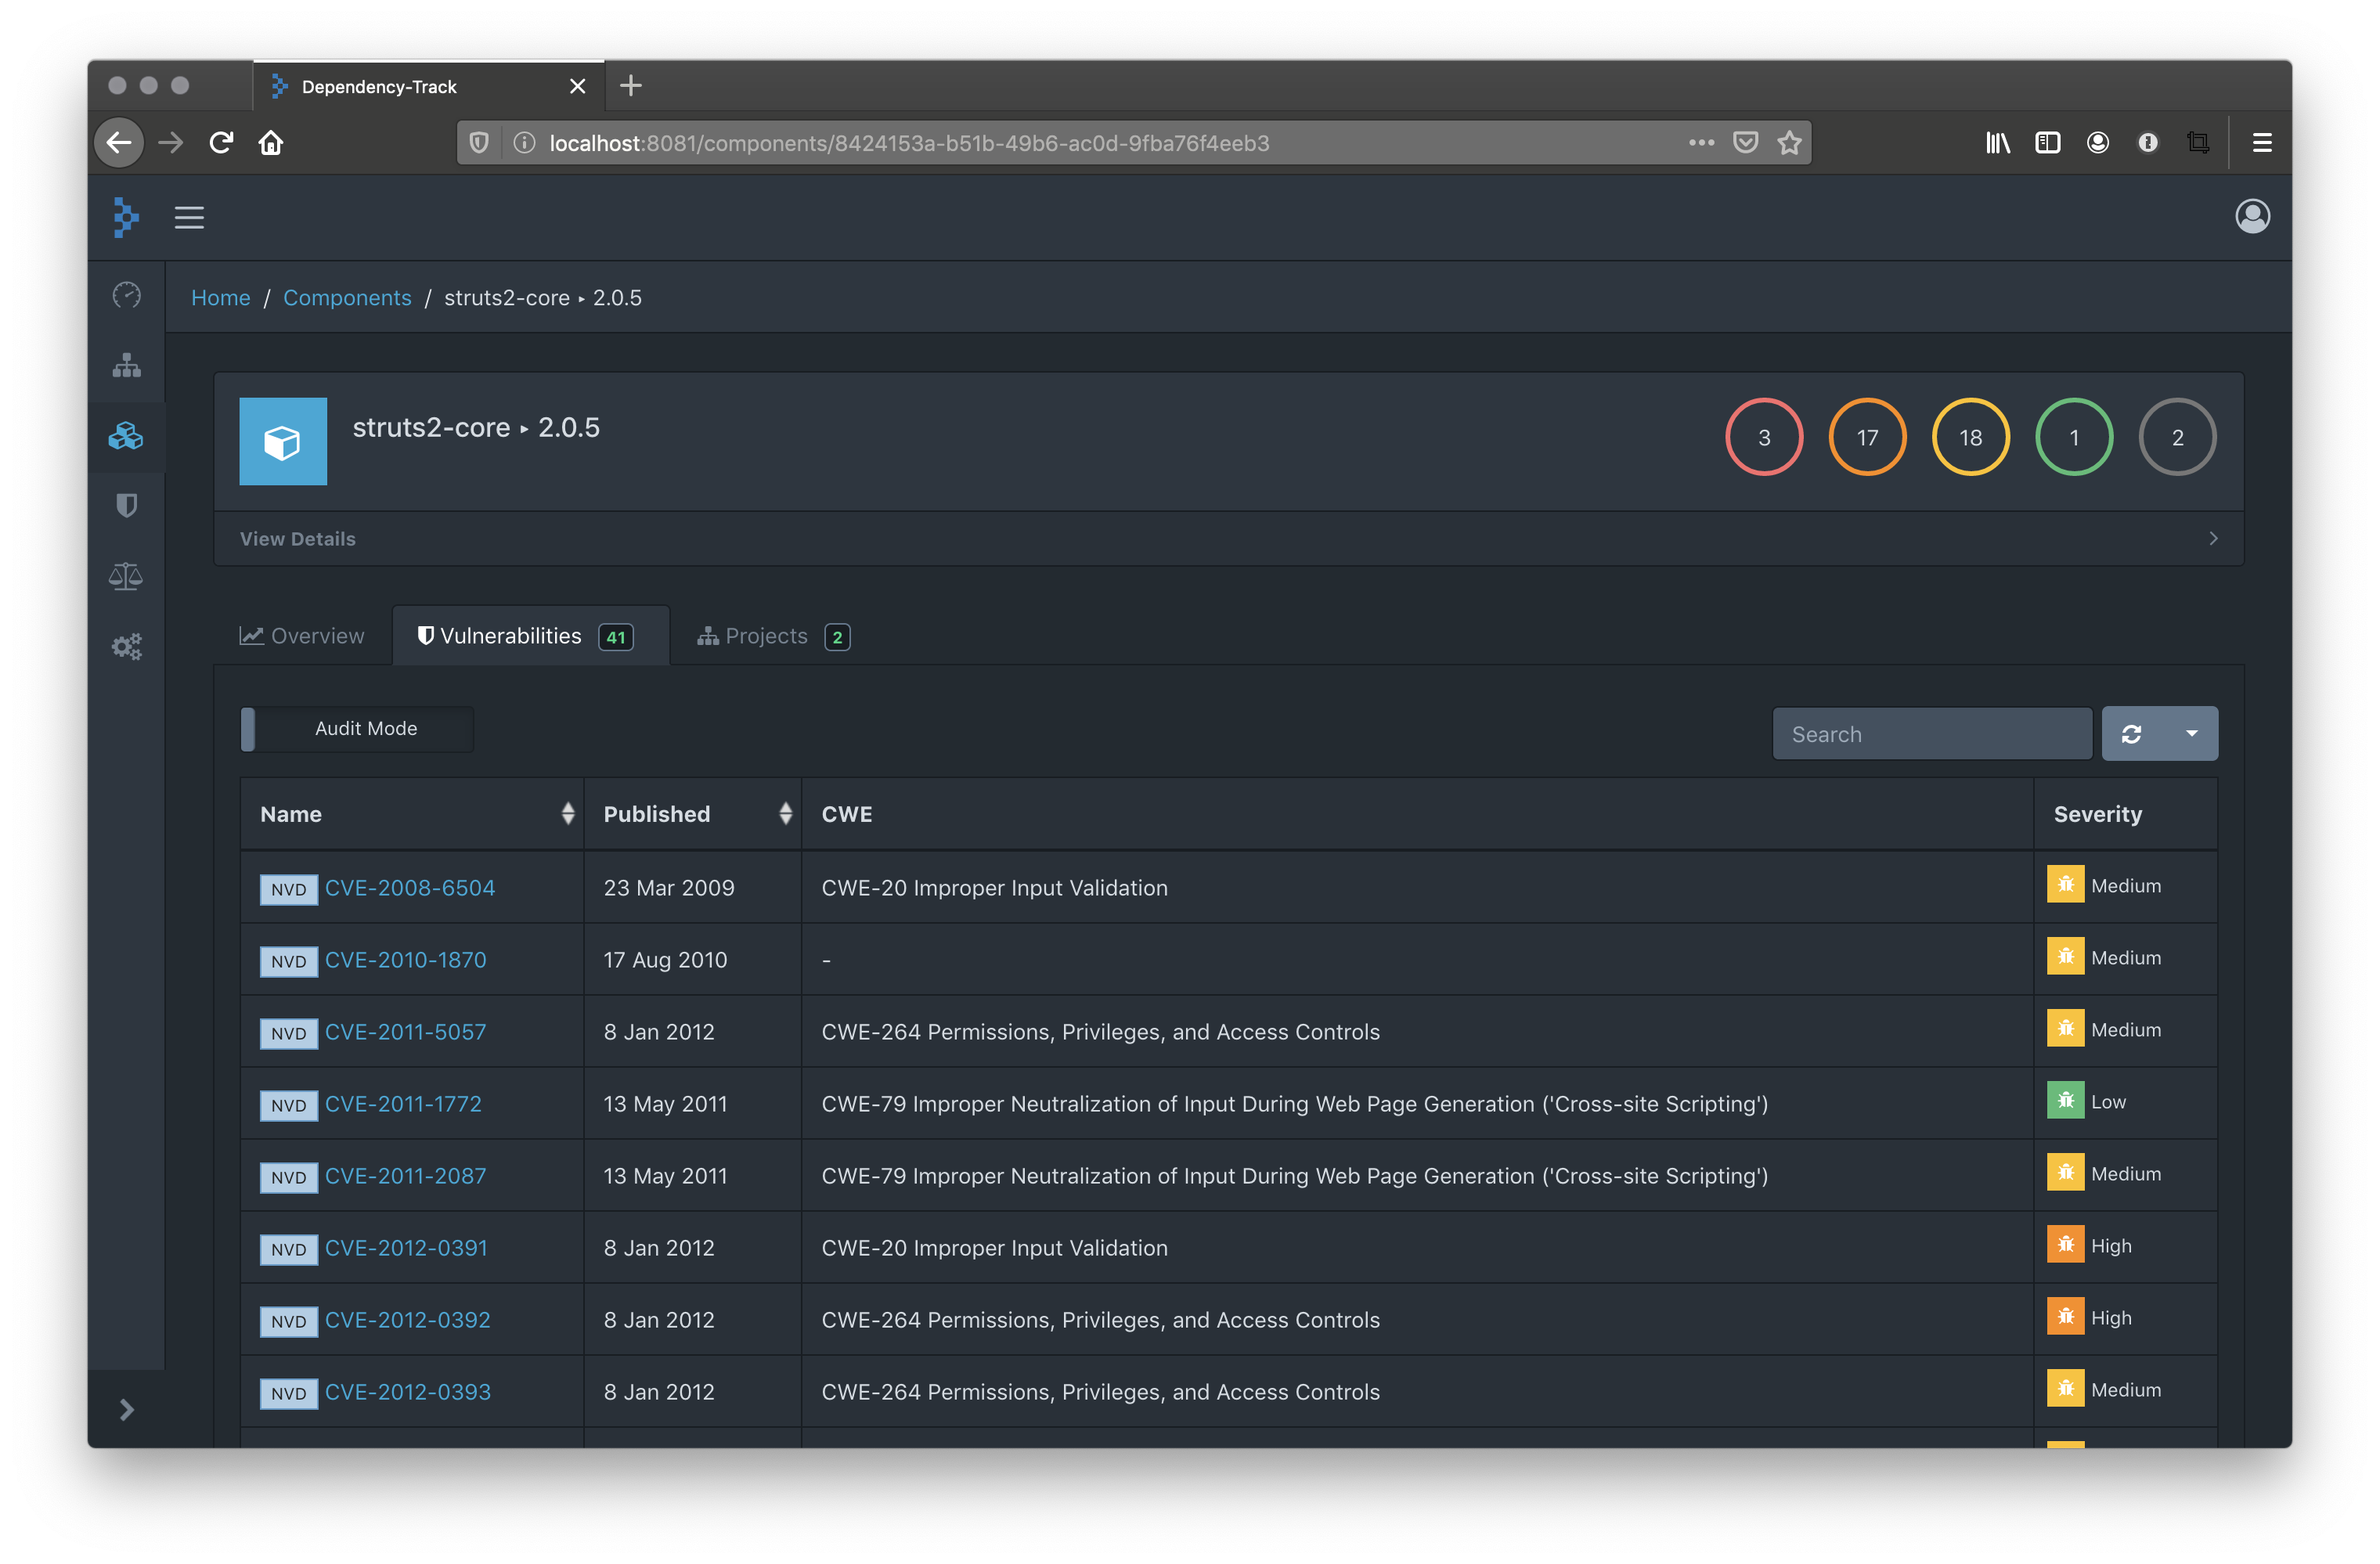 Dependency-Track
localhost:8081/components/8424153a-b51b-49b6-ac0d-9fba76f4eeb3
Home / Components / struts2-core ▸ 2.0.5
struts2-core ▸ 2.0.5
3 17 18 1 2
View Details
Overview Vulnerabilities 41 Projects 2
Audit Mode
Search
Name Published CWE Severity
NVD CVE-2008-6504 23 Mar 2009 CWE-20 Improper Input Validation Medium
NVD CVE-2010-1870 17 Aug 2010 - Medium
NVD CVE-2011-5057 8 Jan 2012 CWE-264 Permissions, Privileges, and Access Controls Medium
NVD CVE-2011-1772 13 May 2011 CWE-79 Improper Neutralization of Input During Web Page Generation ('Cross-site Scripting') Low
NVD CVE-2011-2087 13 May 2011 CWE-79 Improper Neutralization of Input During Web Page Generation ('Cross-site Scripting') Medium
NVD CVE-2012-0391 8 Jan 2012 CWE-20 Improper Input Validation High
NVD CVE-2012-0392 8 Jan 2012 CWE-264 Permissions, Privileges, and Access Controls High
NVD CVE-2012-0393 8 Jan 2012 CWE-264 Permissions, Privileges, and Access Controls Medium